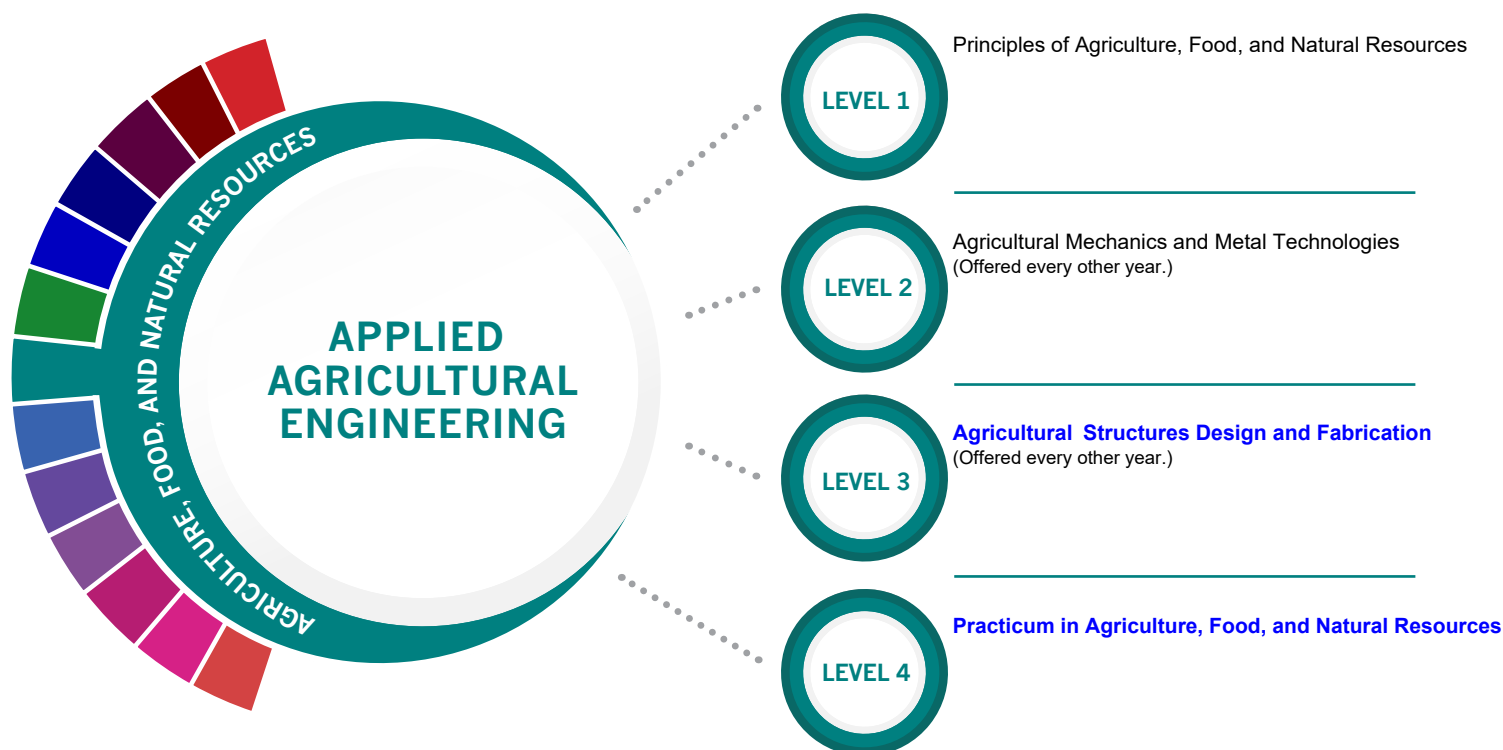 AGRICULTURE, FOOD, AND NATURAL RESOURCES
APPLIED
AGRICULTURAL
ENGINEERING
LEVEL 1
Principles of Agriculture, Food, and Natural Resources
LEVEL 2
Agricultural Mechanics and Metal Technologies
(Offered every other year.)
LEVEL 3
Agricultural Structures Design and Fabrication
(Offered every other year.)
LEVEL 4
Practicum in Agriculture, Food, and Natural Resources